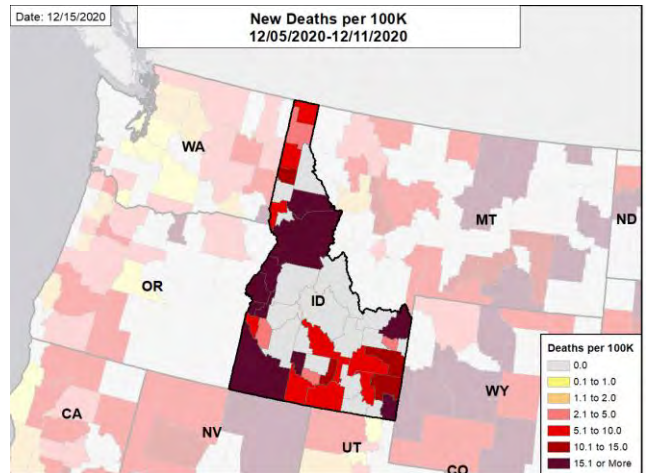 Date: 12/15/2020
New Deaths per 100K
12/05/2020-12/11/2020
WA
MT
ND
OR
ID
WY
CA
NV
UT
CO
Deaths per 100K
0.0
0.1 to 1.0
1.1 to 2.0
2.1 to 5.0
5.1 to 10.0
10.1 to 15.0
15.1 or More